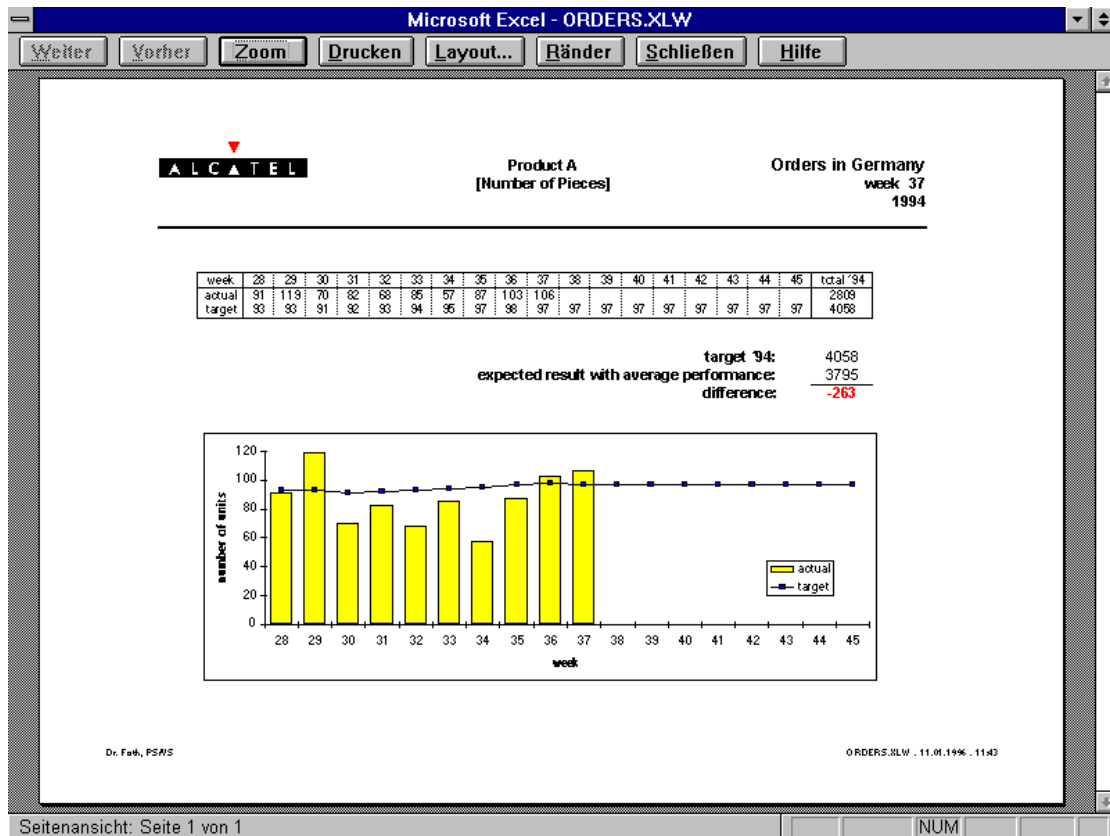 Microsoft Excel - ORDERS.XLW
Weiter Vorher Zoom Drucken Layout... Ränder Schließen Hilfe
ALCATEL
Product A
[Number of Pieces]
Orders in Germany
week 37
1994
week 28 29 30 31 32 33 34 35 36 37 38 39 40 41 42 43 44 45 total '94
actual 91 119 70 82 68 85 57 87 103 106 2809
target 93 93 91 92 93 94 95 97 98 97 97 97 97 97 97 97 97 97 4058
target '94: 4058
expected result with average performance: 3795
difference: -263
120
100
80
60
40
20
0
number of units
actual
target
28 29 30 31 32 33 34 35 36 37 38 39 40 41 42 43 44 45
week
Dr. Fath, PSA/S
ORDERS.XLW . 11.01.1996 . 11:43
Seitenansicht: Seite 1 von 1
NUM